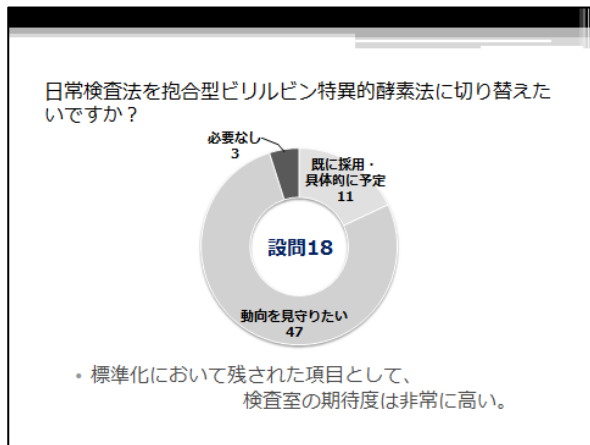 日常検査法を抱合型ビリルビン特異的酵素法に切り替えた
いですか？
必要なし
3
既に採用・
具体的に予定
11
設問18
動向を見守りたい
47
• 標準化において残された項目として、
検査室の期待度は非常に高い。